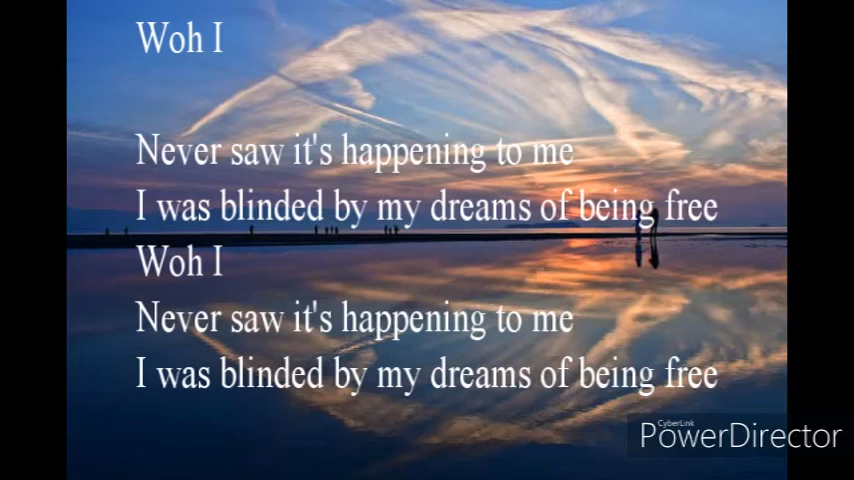 Woh I
Never saw it's happening to me
I was blinded by my dreams of being free
Woh I
Never saw it's happening to me
I was blinded by my dreams of being free
CyberLink
PowerDirector